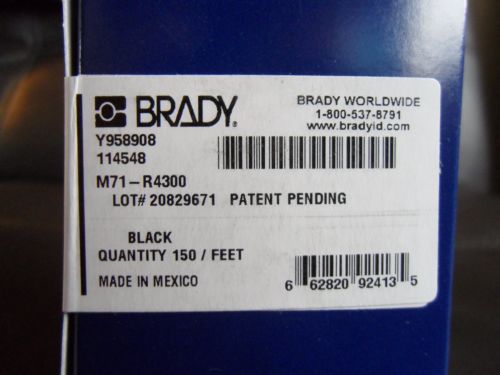 BRADY.
BRADY WORLDWIDE
1-800-537-8791
www.bradyid.com
Y958908
114548
M71-R4300
LOT# 20829671 PATENT PENDING
BLACK
QUANTITY 150 / FEET
MADE IN MEXICO
6 62820 92413 5